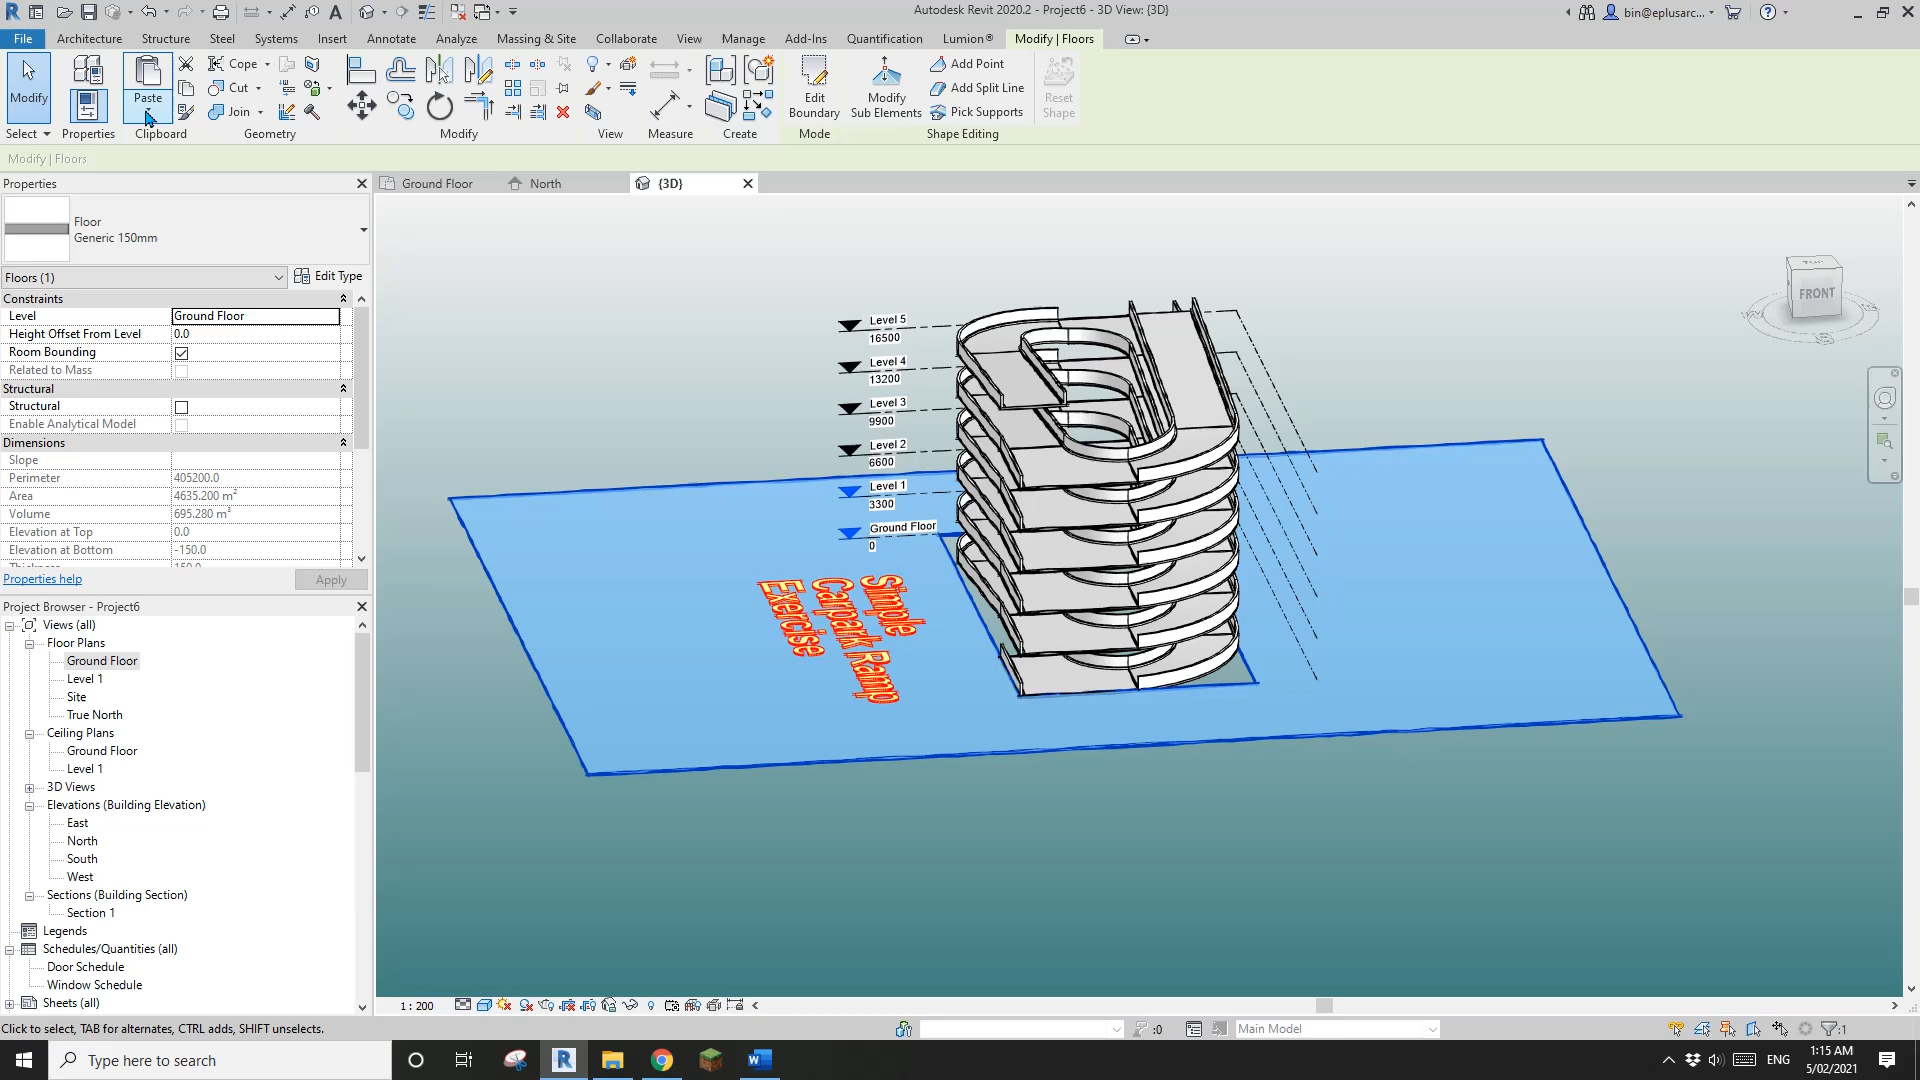 Autodesk Revit 2020.2 - Project6 - 3D View: {3D}
bin@eplusarc...
File Architecture Structure Steel Systems Insert Annotate Analyze Massing & Site Collaborate View Manage Add-Ins Quantification Lumion® Modify | Floors
Modify
Paste
Cope
Cut
Join
Edit
Boundary
Modify
Sub Elements
Add Point
Add Split Line
Pick Supports
Reset
Shape
Select Properties Clipboard Geometry Modify View Measure Create Mode Shape Editing
Modify | Floors
Properties
Ground Floor North {3D}
Floor
Generic 150mm
Floors (1) Edit Type
Constraints
Level Ground Floor
Height Offset From Level 0.0
Room Bounding
Related to Mass
Structural
Structural
Enable Analytical Model
Dimensions
Slope
Perimeter 405200.0
Area 4635.200 m²
Volume 695.280 m³
Elevation at Top 0.0
Elevation at Bottom -150.0
Thickness 150.0
Properties help Apply
Project Browser - Project6
Views (all)
Floor Plans
Ground Floor
Level 1
Site
True North
Ceiling Plans
Ground Floor
Level 1
3D Views
Elevations (Building Elevation)
East
North
South
West
Sections (Building Section)
Section 1
Legends
Schedules/Quantities (all)
Door Schedule
Window Schedule
Sheets (all)
Level 5
16500
Level 4
13200
Level 3
9900
Level 2
6600
Level 1
3300
Ground Floor
0
Simple
Carpark Ramp
Exercise
TOP
FRONT
1 : 200
Click to select, TAB for alternates, CTRL adds, SHIFT unselects.
:0
Main Model
:1
Type here to search
ENG
1:15 AM
5/02/2021